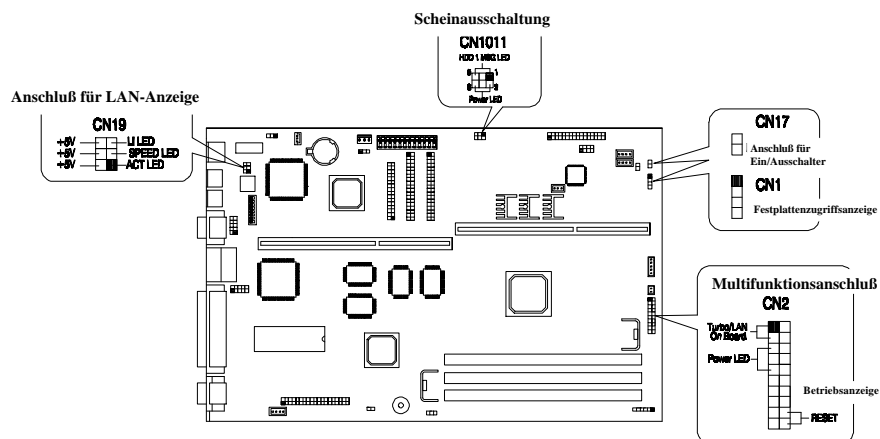 Scheinausschaltung
CN1011
HDD 1 MSG LED
Power LED
Anschluß für LAN-Anzeige
CN19
+5V LI LED
+5V SPEED LED
+5V ACT LED
CN17
Anschluß für
Ein/Ausschalter
CN1
Festplattenzugriffsanzeige
Multifunktionsanschluß
CN2
Turbo/LAN
On Board
Power LED
Betriebsanzeige
RESET